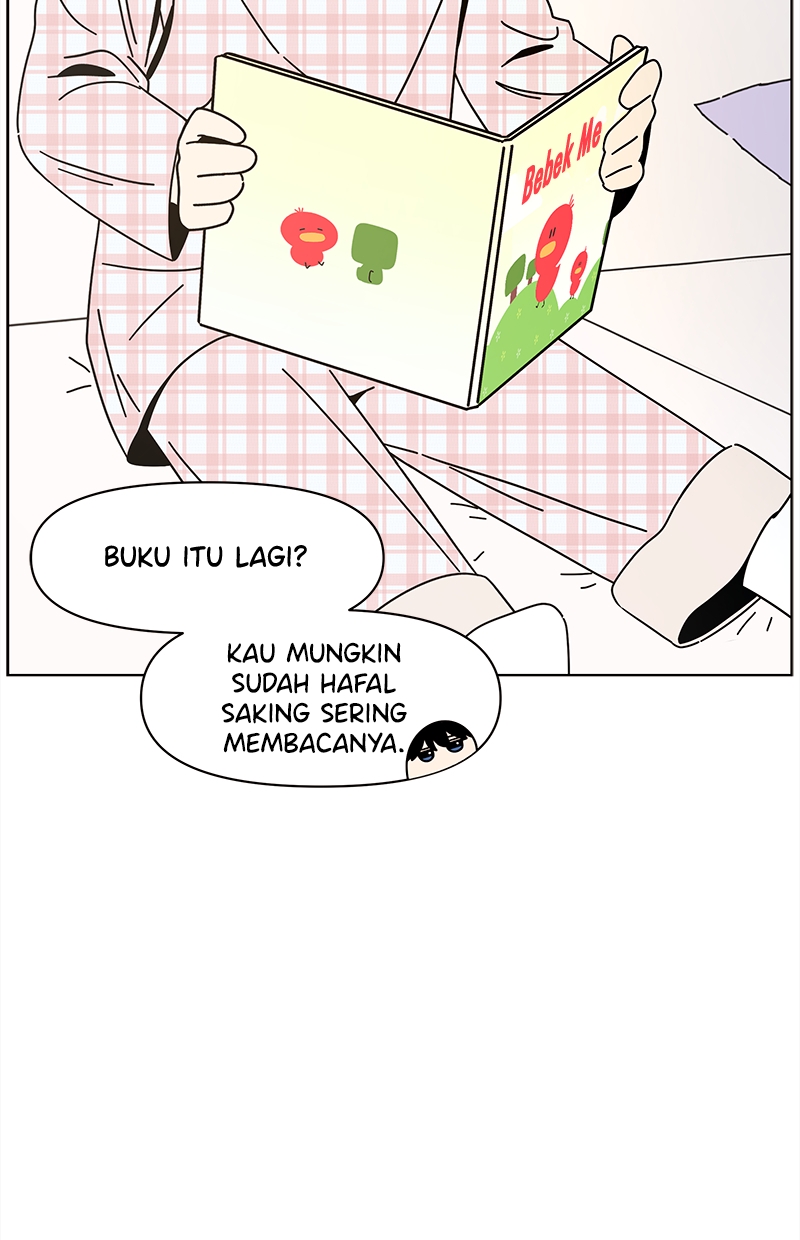 Bebek Me
BUKU ITU LAGI?
KAU MUNGKIN
SUDAH HAFAL
SAKING SERING
MEMBACANYA.